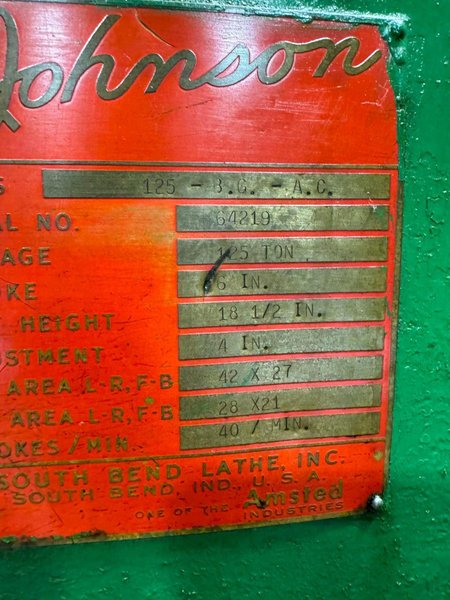 Johnson
S 125 - B.G. - A.C.
AL NO. 64219
AGE 125 TON
OKE 6 IN.
HEIGHT 18 1/2 IN.
USTMENT 4 IN.
AREA L-R, F-B 42 X 27
AREA L-R, F-B 28 X21
OKES/MIN. 40 / MIN.
SOUTH BEND LATHE, INC.
SOUTH BEND, IND., U.S.A.
ONE OF THE Amsted INDUSTRIES